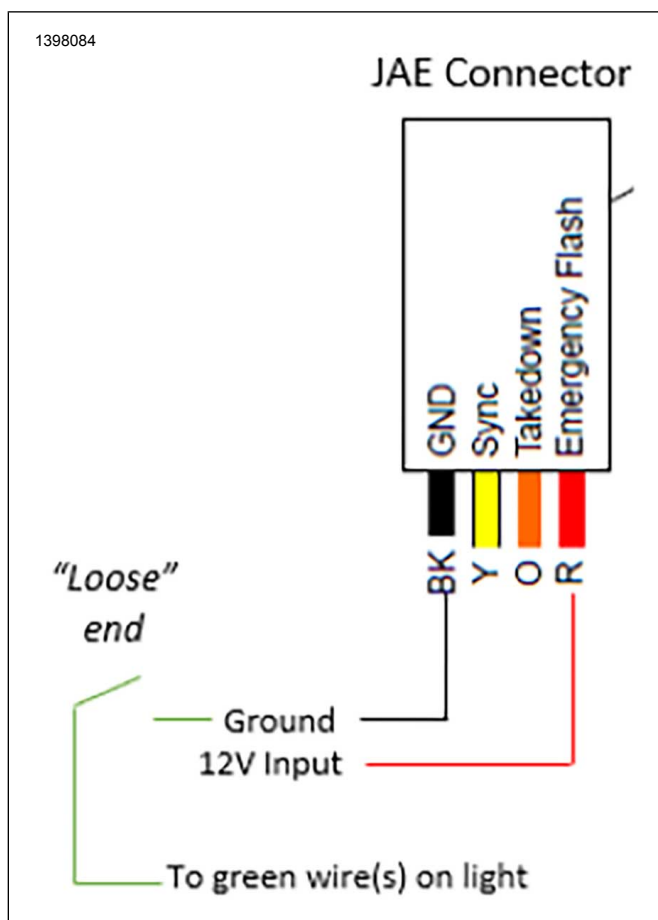 1398084
JAE Connector
GND
Sync
Takedown
Emergency Flash
BK
Y
O
R
“Loose”
end
Ground
12V Input
To green wire(s) on light